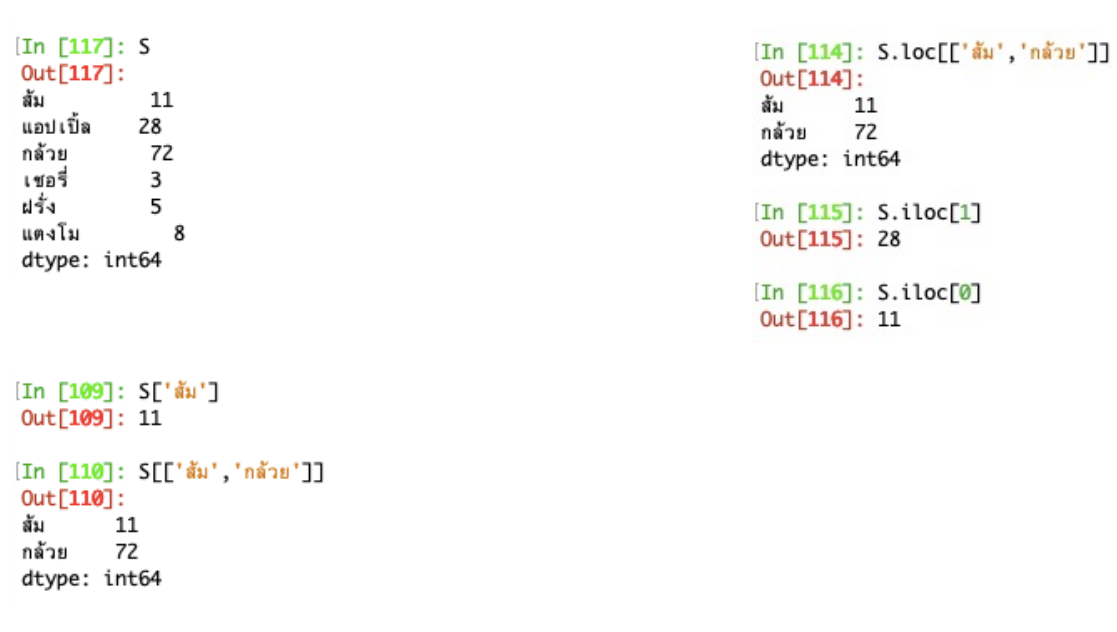 [In [117]: S
Out[117]:
ส้ม 11
แอปเปิ้ล 28
กล้วย 72
เชอรี่ 3
ฝรั่ง 5
แตงโม 8
dtype: int64
[In [109]: S['ส้ม']
Out[109]: 11
[In [110]: S[['ส้ม','กล้วย']]
Out[110]:
ส้ม 11
กล้วย 72
dtype: int64
[In [114]: S.loc[['ส้ม','กล้วย']]
Out[114]:
ส้ม 11
กล้วย 72
dtype: int64
[In [115]: S.iloc[1]
Out[115]: 28
[In [116]: S.iloc[0]
Out[116]: 11